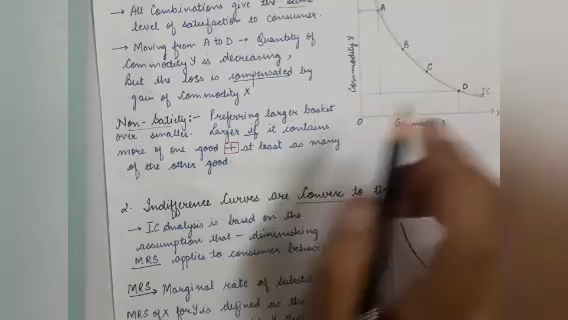 → All Combinations give the same
level of satisfaction to consumer.
→ Moving from A to D → Quantity of
commodity Y is decreasing,
But the loss is compensated by
gain of commodity X.
Non-Satiety:- Preferring larger basket
over smaller. Larger if it contains
more of one good + at least as many
of the other good.
Commodity Y
A
B
C
D
IC
O
X
2. Indifference Curves are Convex to
→ IC Analysis is based on the
assumption that - diminishing
MRS applies to consumer
MRS → Marginal rate of
MRS of X for Y is defined as the